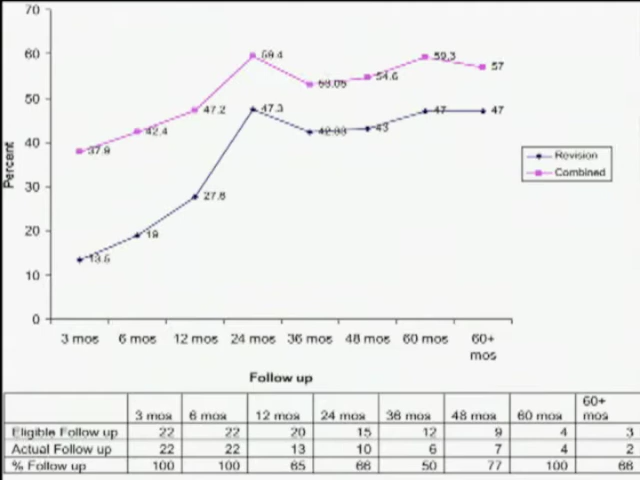 70
60
50
40
30
20
10
0
Percent
59.4
59.3
57
54.6
53.05
47.2
42.4
37.9
47.3
47
47
43
27.6
19
13.5
Revision
Combined
3 mos 6 mos 12 mos 24 mos 36 mos 48 mos 60 mos 60+ mos
Follow up
3 mos 6 mos 12 mos 24 mos 36 mos 48 mos 60 mos 60+ mos
Eligible Follow up 22 22 20 15 12 9 4 3
Actual Follow up 22 22 13 10 6 7 4 2
% Follow up 100 100 65 66 50 77 100 66